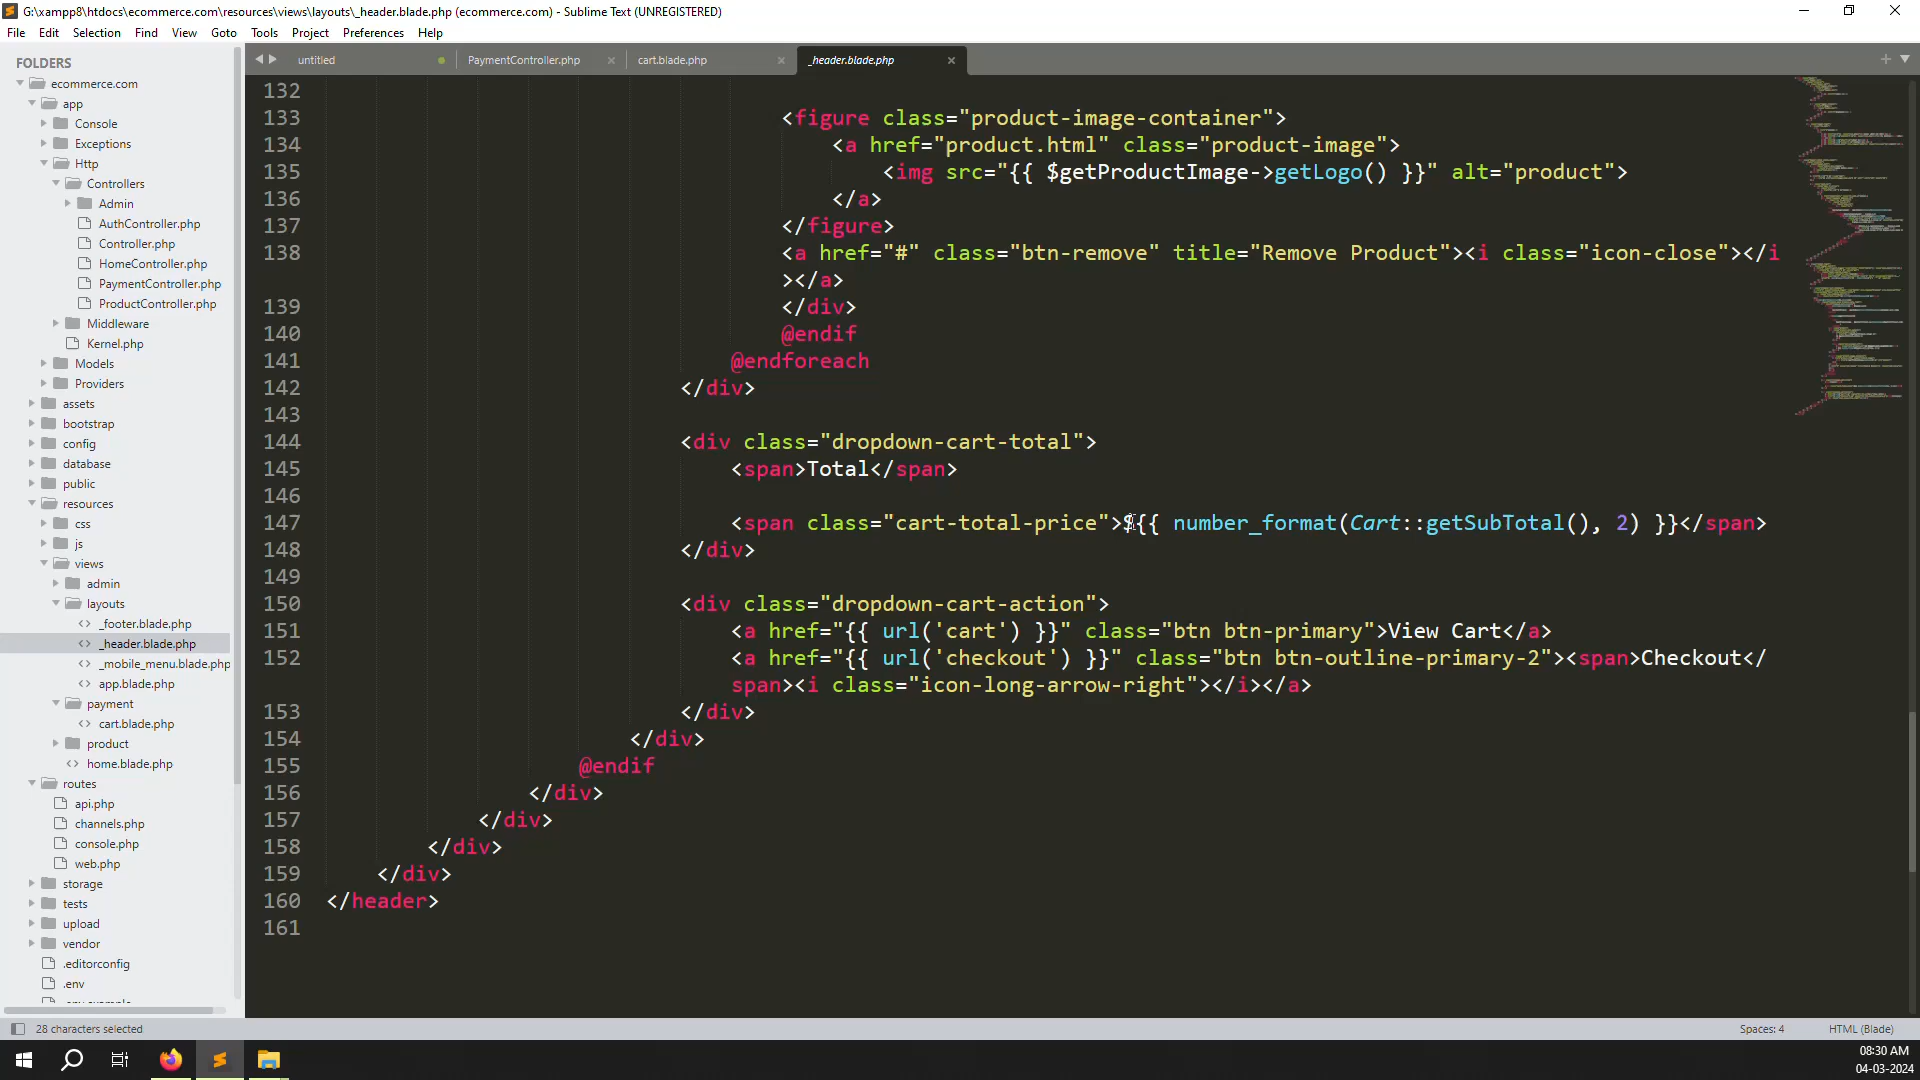 G:\xampp8\htdocs\ecommerce.com\resources\views\layouts\_header.blade.php (ecommerce.com) - Sublime Text (UNREGISTERED)
File Edit Selection Find View Goto Tools Project Preferences Help
FOLDERS
ecommerce.com
app
Console
Exceptions
Http
Controllers
Admin
AuthController.php
Controller.php
HomeController.php
PaymentController.php
ProductController.php
Middleware
Kernel.php
Models
Providers
assets
bootstrap
config
database
public
resources
css
js
views
admin
layouts
_footer.blade.php
_header.blade.php
_mobile_menu.blade.php
app.blade.php
payment
cart.blade.php
product
home.blade.php
routes
api.php
channels.php
console.php
web.php
storage
tests
upload
vendor
.editorconfig
.env
untitled PaymentController.php cart.blade.php _header.blade.php
132
133 <figure class="product-image-container">
134 <a href="product.html" class="product-image">
135 <img src="{{ $getProductImage->getLogo() }}" alt="product">
136 </a>
137 </figure>
138 <a href="#" class="btn-remove" title="Remove Product"><i class="icon-close"></i
></a>
139 </div>
140 @endif
141 @endforeach
142 </div>
143
144 <div class="dropdown-cart-total">
145 <span>Total</span>
146
147 <span class="cart-total-price">${{ number_format(Cart::getSubTotal(), 2) }}</span>
148 </div>
149
150 <div class="dropdown-cart-action">
151 <a href="{{ url('cart') }}" class="btn btn-primary">View Cart</a>
152 <a href="{{ url('checkout') }}" class="btn btn-outline-primary-2"><span>Checkout</
span><i class="icon-long-arrow-right"></i></a>
153 </div>
154 </div>
155 @endif
156 </div>
157 </div>
158 </div>
159 </div>
160 </header>
161
28 characters selected
Spaces: 4 HTML (Blade)
08:30 AM
04-03-2024